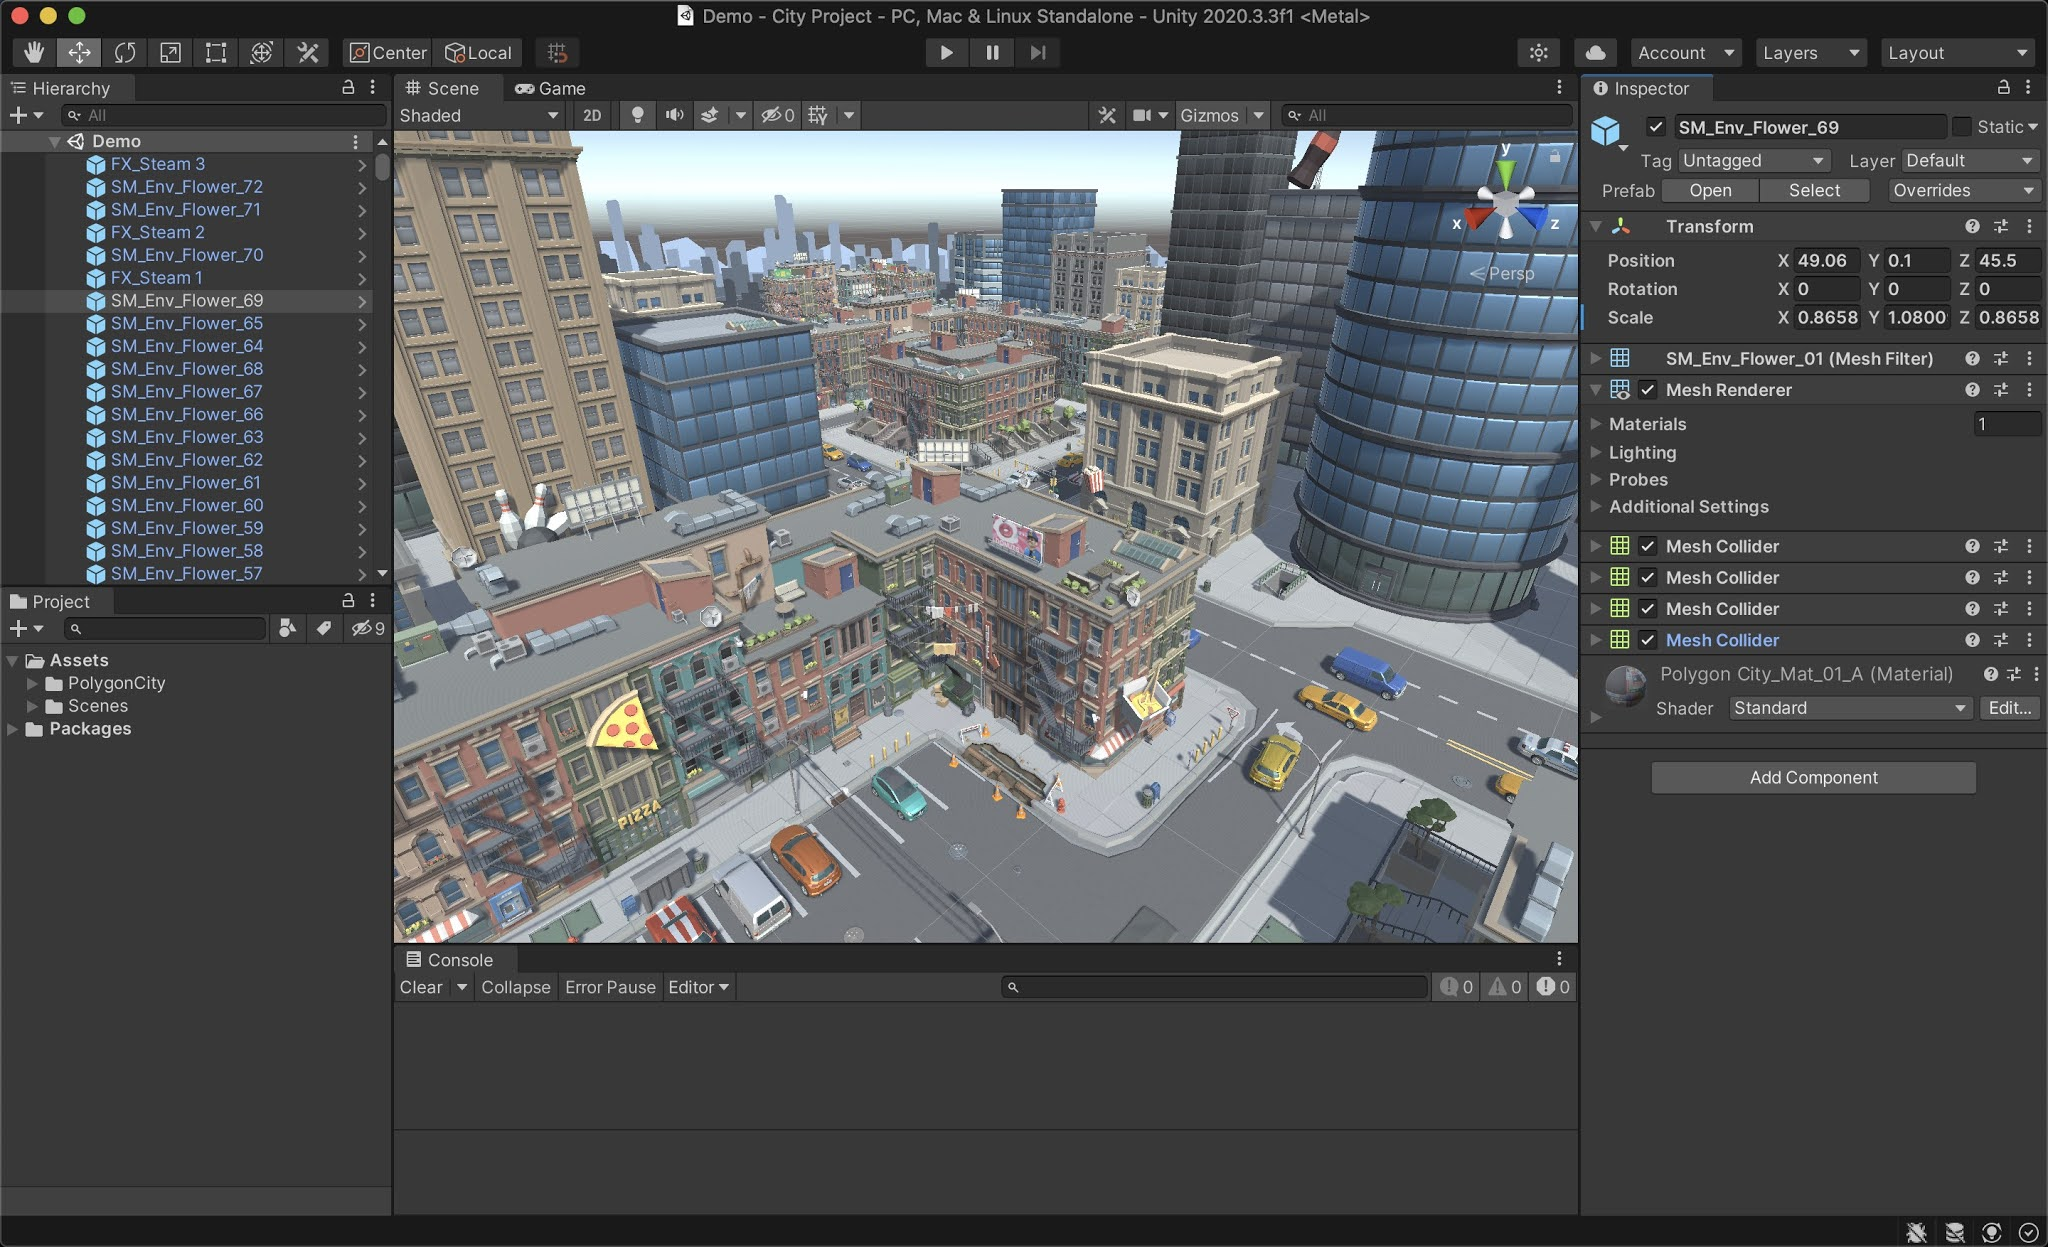 Demo - City Project - PC, Mac & Linux Standalone - Unity 2020.3.3f1 <Metal>
Center Local
Account Layers Layout
Hierarchy
All
Demo
FX_Steam 3
SM_Env_Flower_72
SM_Env_Flower_71
FX_Steam 2
SM_Env_Flower_70
FX_Steam 1
SM_Env_Flower_69
SM_Env_Flower_65
SM_Env_Flower_64
SM_Env_Flower_68
SM_Env_Flower_67
SM_Env_Flower_66
SM_Env_Flower_63
SM_Env_Flower_62
SM_Env_Flower_61
SM_Env_Flower_60
SM_Env_Flower_59
SM_Env_Flower_58
SM_Env_Flower_57
Project
9
Assets
PolygonCity
Scenes
Packages
Scene Game
Shaded 2D 0 Gizmos All
y
x z
Persp
PIZZA
Console
Clear Collapse Error Pause Editor 0 0 0
Inspector
SM_Env_Flower_69 Static
Tag Untagged Layer Default
Prefab Open Select Overrides
Transform
Position X 49.06 Y 0.1 Z 45.5
Rotation X 0 Y 0 Z 0
Scale X 0.8658 Y 1.0800 Z 0.8658
SM_Env_Flower_01 (Mesh Filter)
Mesh Renderer
Materials 1
Lighting
Probes
Additional Settings
Mesh Collider
Mesh Collider
Mesh Collider
Mesh Collider
Polygon City_Mat_01_A (Material)
Shader Standard Edit...
Add Component